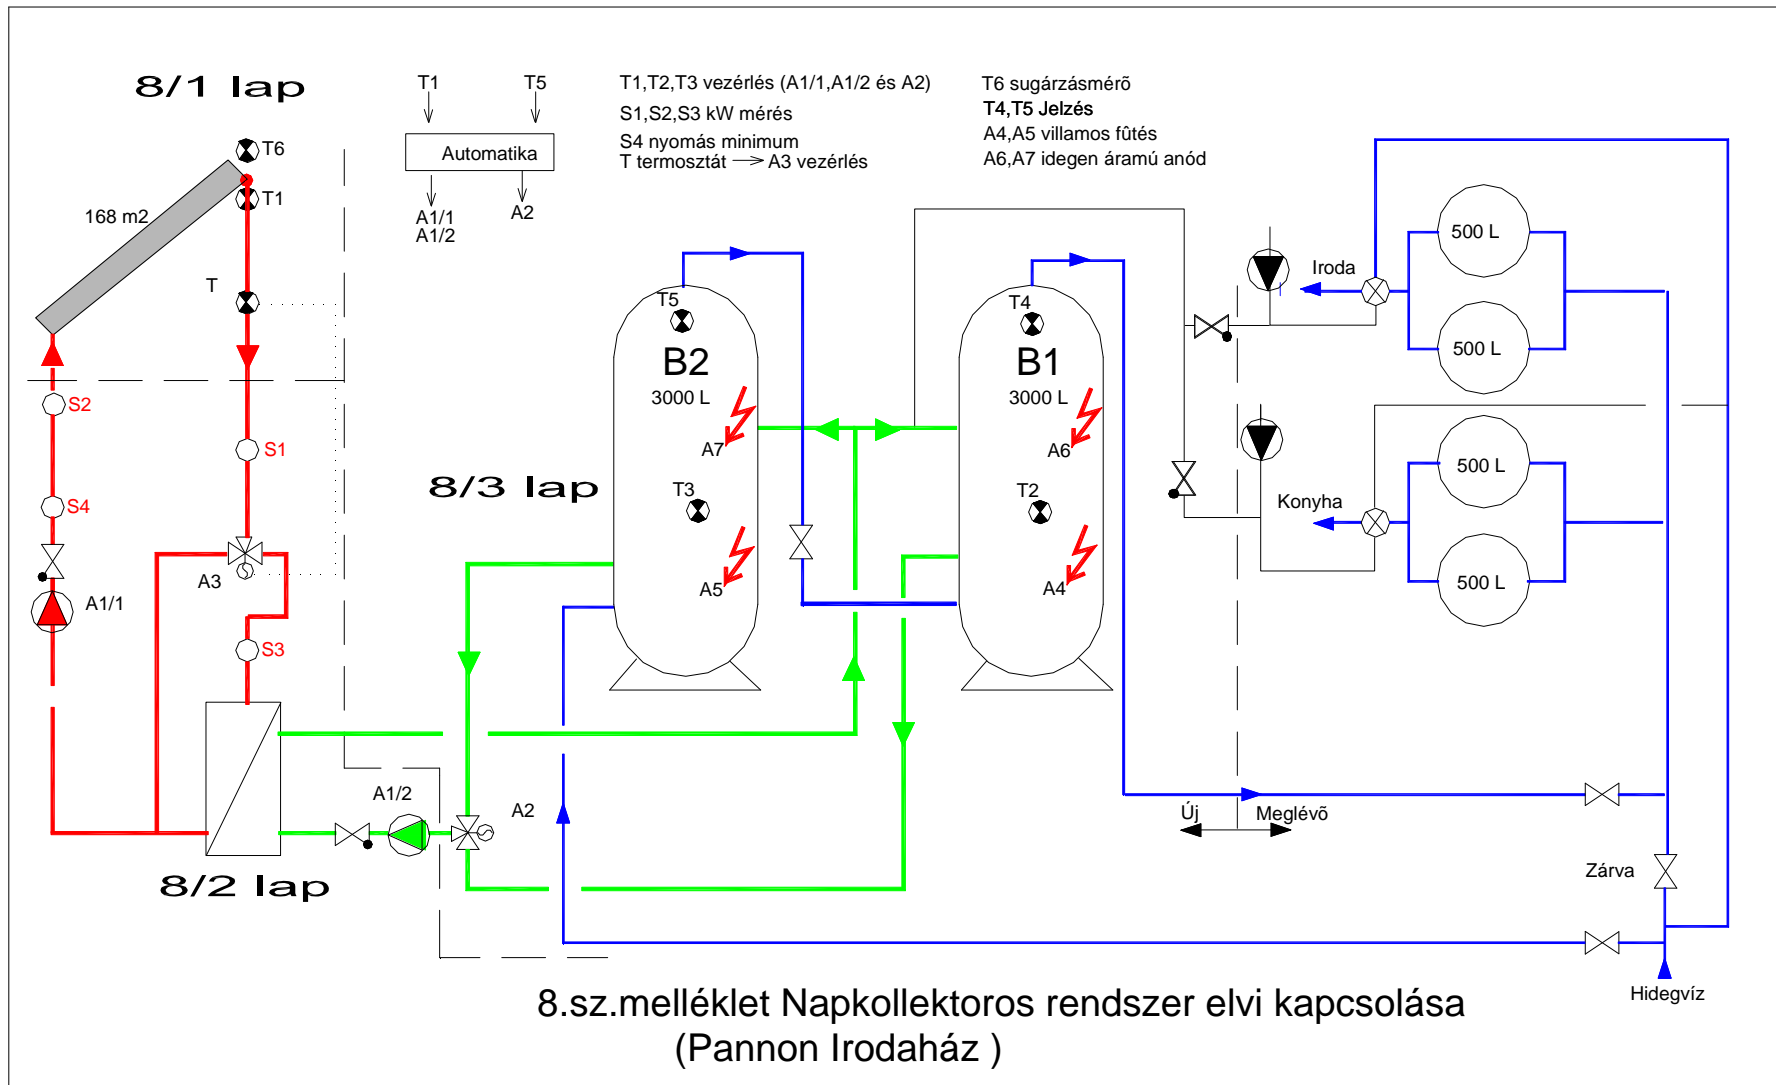 8/1 lap
T1
T5
Automatika
A1/1
A1/2
A2
T1,T2,T3 vezérlés (A1/1,A1/2 és A2)
S1,S2,S3 kW mérés
S4 nyomás minimum
T termosztát
A3 vezérlés
T6 sugárzásmérõ
T4,T5 Jelzés
A4,A5 villamos fûtés
A6,A7 idegen áramú anód
T6
T1
168 m2
T
S2
S1
S4
A3
A1/1
S3
8/2 lap
A1/2
A2
8/3 lap
T5
B2
3000 L
A7
T3
A5
T4
B1
3000 L
A6
T2
A4
Iroda
500 L
500 L
Konyha
500 L
500 L
Új
Meglévõ
Zárva
Hidegvíz
8.sz.melléklet Napkollektoros rendszer elvi kapcsolása
(Pannon Irodaház )